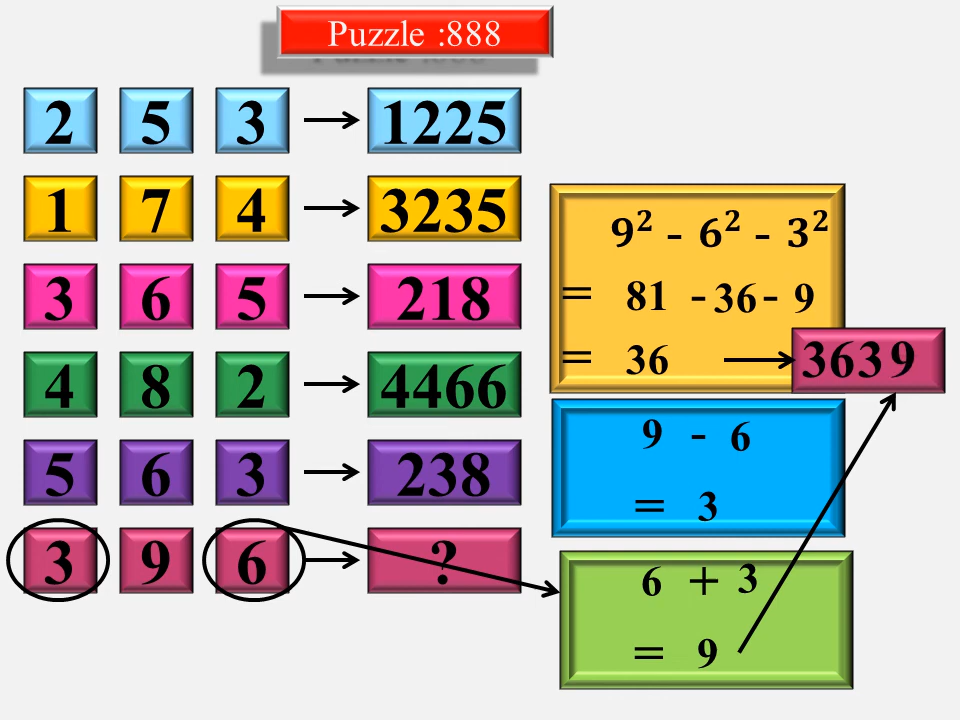 Puzzle :888
2 5 3 → 1225
1 7 4 → 3235
3 6 5 → 218
4 8 2 → 4466
5 6 3 → 238
3 9 6 → ?
9² - 6² - 3²
= 81 - 36 - 9
= 36 → 3639
9 - 6
= 3
6 + 3
= 9